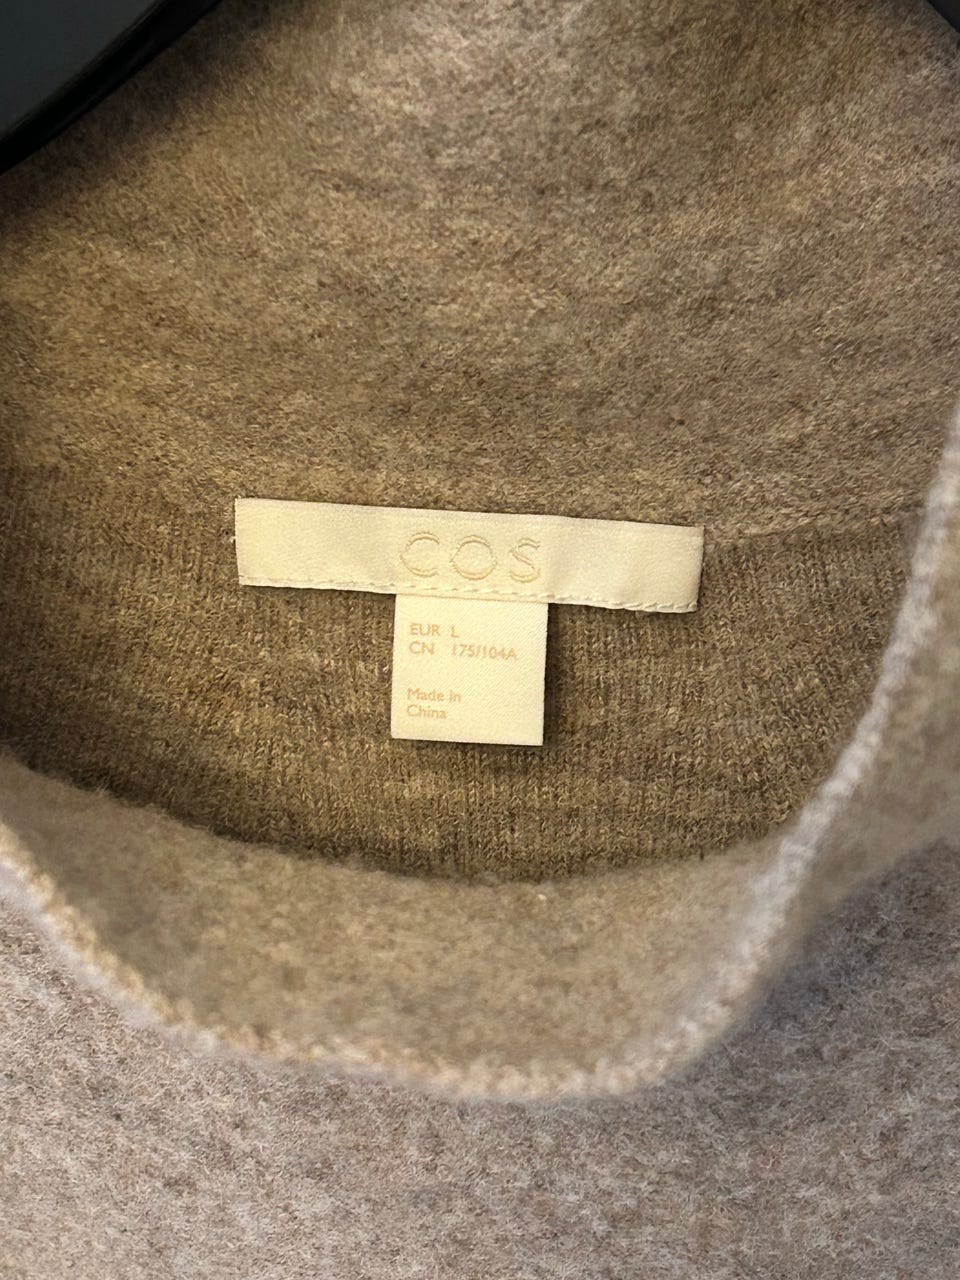 COS
EUR L
CN 175/104A
Made in
China